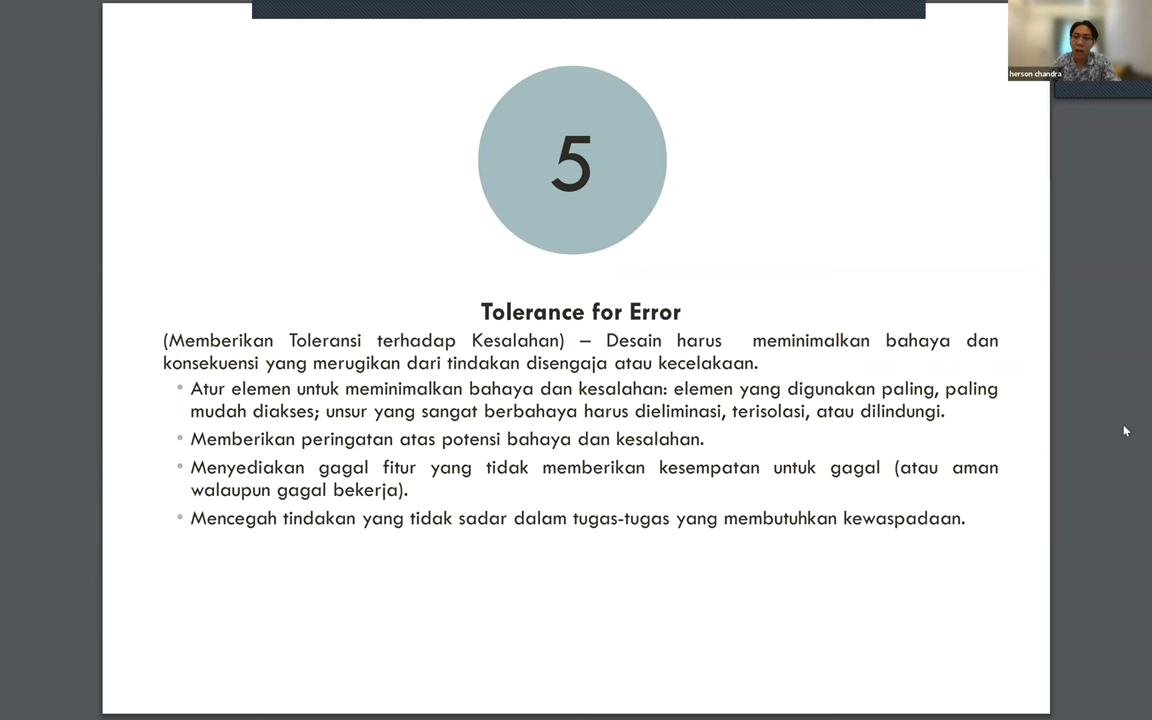 herson chandra
5
Tolerance for Error
(Memberikan Toleransi terhadap Kesalahan) – Desain harus meminimalkan bahaya dan
konsekuensi yang merugikan dari tindakan disengaja atau kecelakaan.
• Atur elemen untuk meminimalkan bahaya dan kesalahan: elemen yang digunakan paling, paling
mudah diakses; unsur yang sangat berbahaya harus dieliminasi, terisolasi, atau dilindungi.
• Memberikan peringatan atas potensi bahaya dan kesalahan.
• Menyediakan gagal fitur yang tidak memberikan kesempatan untuk gagal (atau aman
walaupun gagal bekerja).
• Mencegah tindakan yang tidak sadar dalam tugas-tugas yang membutuhkan kewaspadaan.